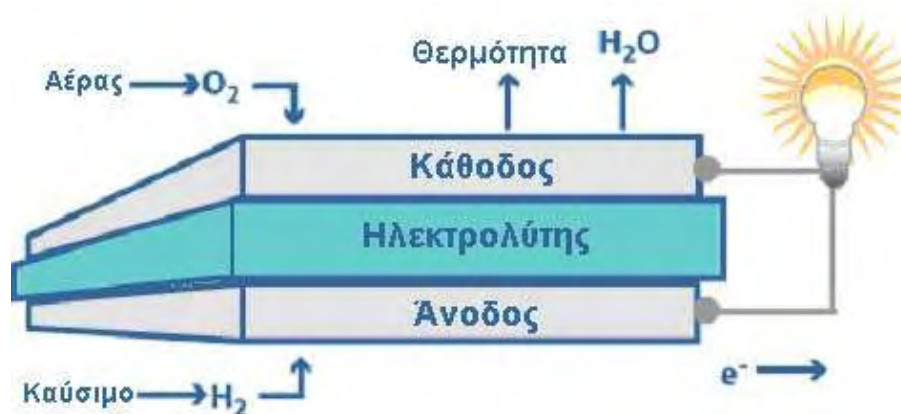 Αέρας O₂
Θερμότητα H₂O
Κάθοδος
Ηλεκτρολύτης
Άνοδος
Καύσιμο H₂
e⁻